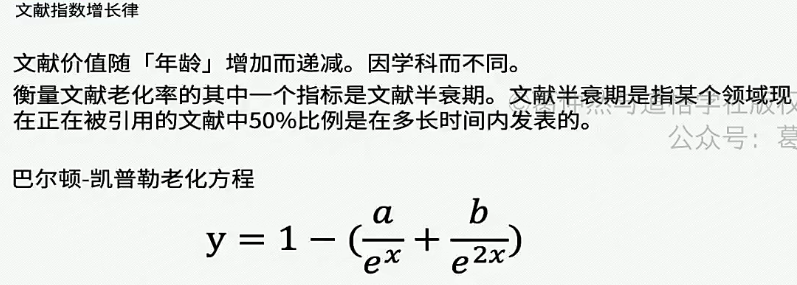 文献指数增长律
文献价值随「年龄」增加而递减。因学科而不同。
衡量文献老化率的其中一个指标是文献半衰期。文献半衰期是指某个领域现
在正在被引用的文献中50%比例是在多长时间内发表的。
公众号：葛
巴尔顿-凯普勒老化方程
y = 1 − (a/e^x + b/e^2x)